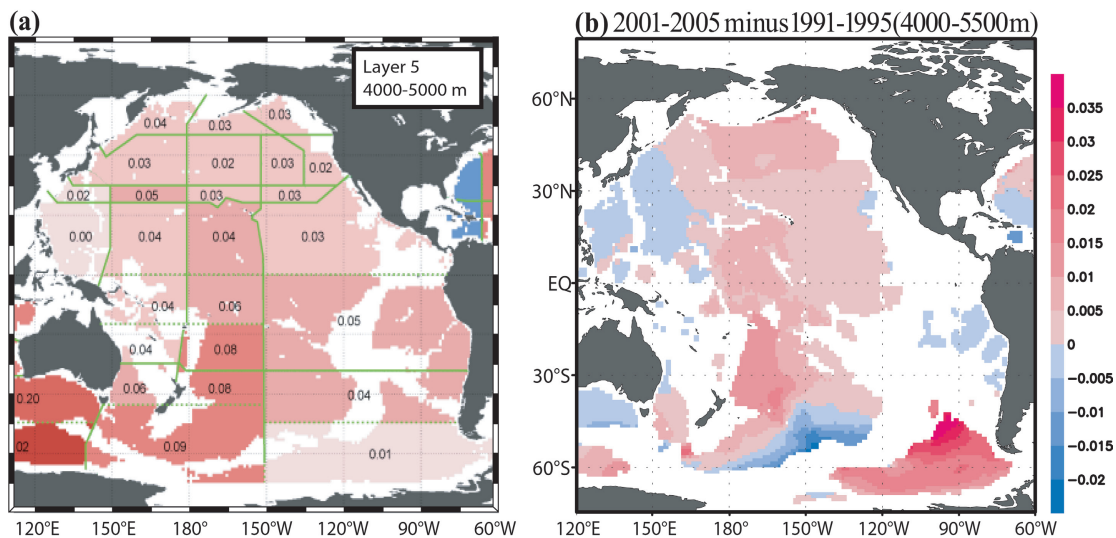 (a)
(b) 2001-2005 minus 1991-1995(4000-5500m)
Layer 5
4000-5000 m
0.04 0.03 0.03
0.03 0.02 0.03 0.02
0.02 0.05 0.03 0.03
0.00 0.04 0.04 0.03
0.04 0.06 0.05
0.04 0.08
0.06 0.08 0.04
0.20
0.09
02 0.01
120°E 150°E 180° 150°W 120°W 90°W 60°W
60°N
30°N
EQ
30°S
60°S
120°E 150°E 180° 150°W 120°W 90°W 60°W
0.035
0.03
0.025
0.02
0.015
0.01
0.005
0
−0.005
−0.01
−0.015
−0.02